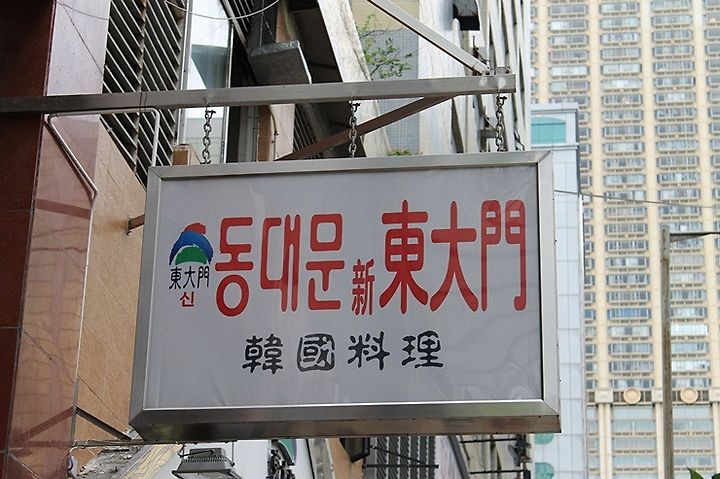 東大門
신
동대문 新 東大門
韓國料理